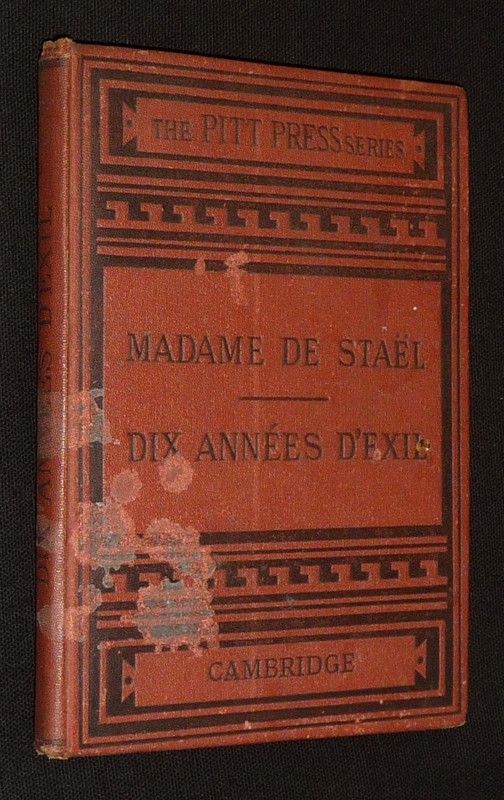 THE PITT PRESS SERIES
MADAME DE STAËL
DIX ANNÉES D'EXIL
CAMBRIDGE
DIX ANNÉES D'EXIL